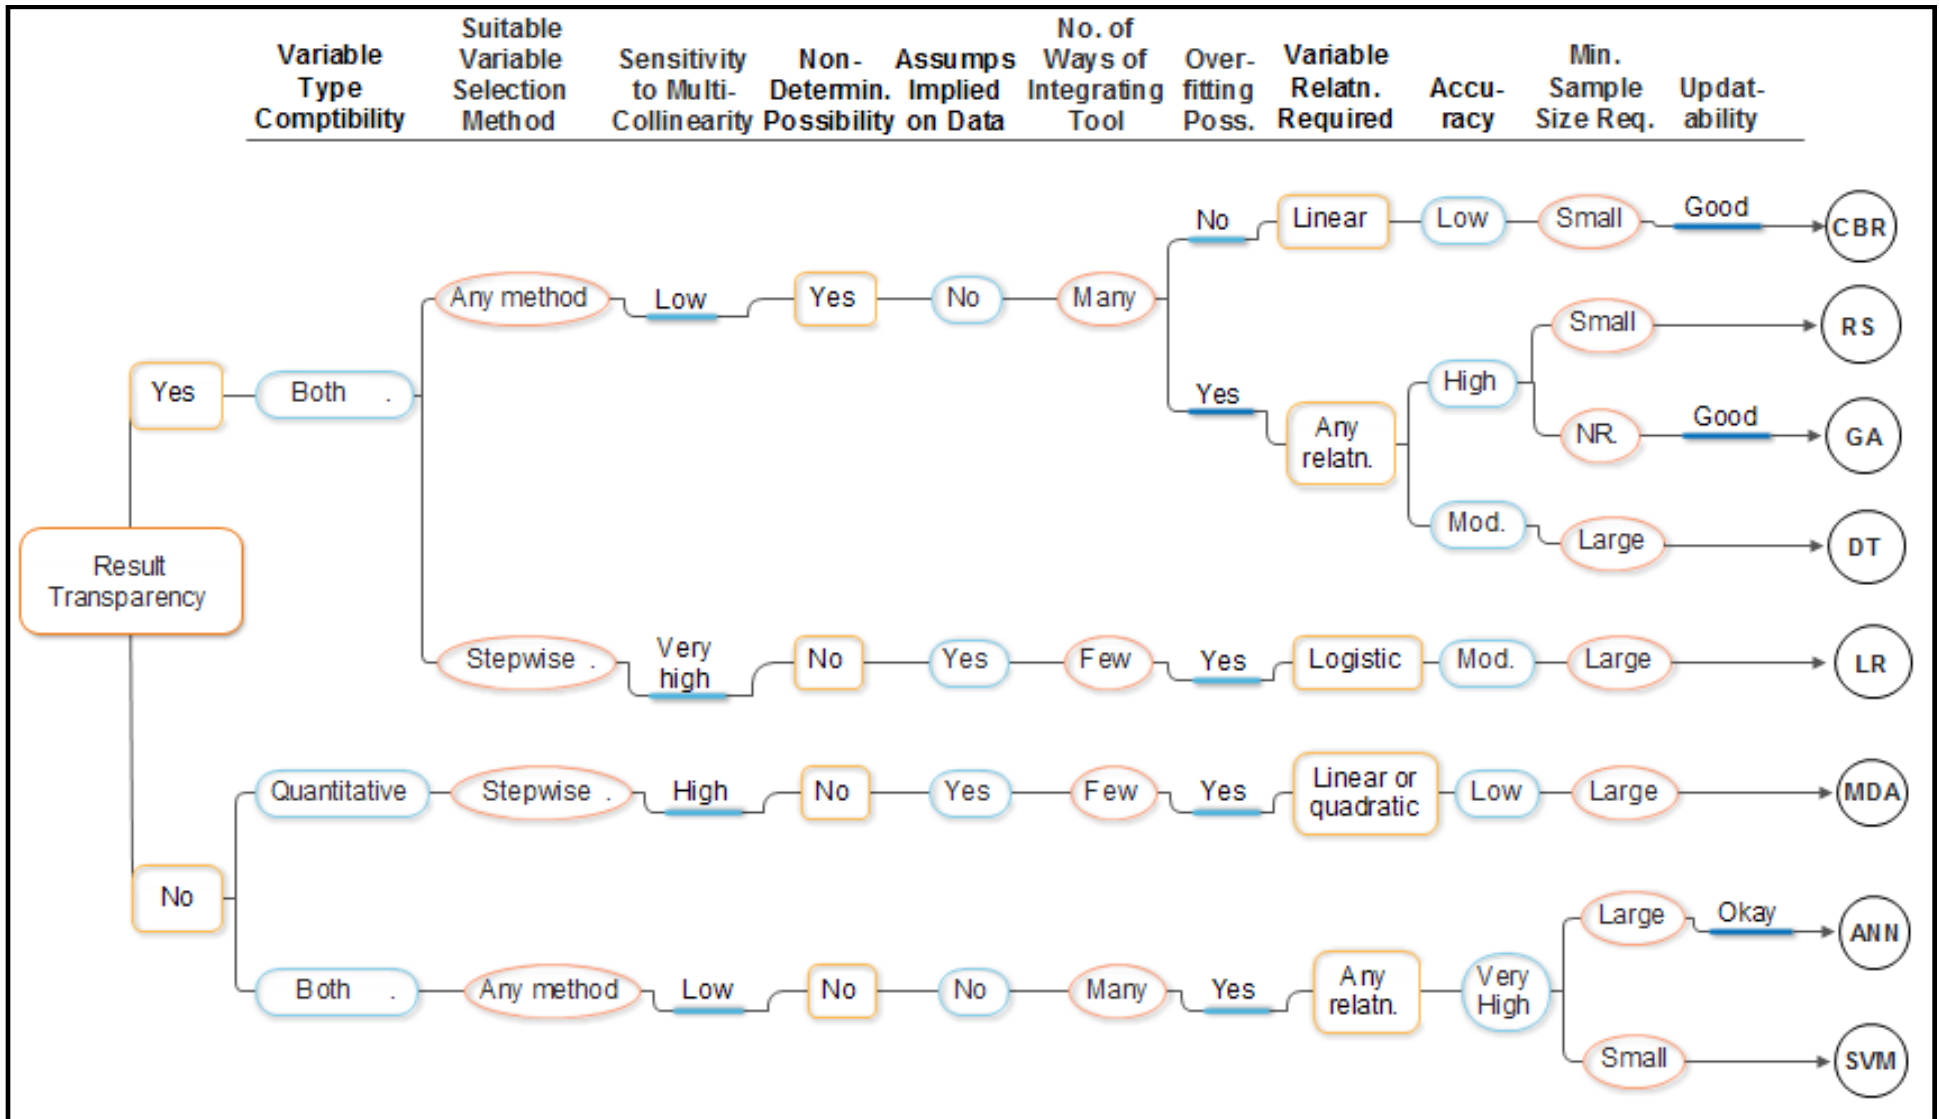 Variable
Type
Comptibility
Suitable
Variable
Selection
Method
Sensitivity
to Multi-
Collinearity
Non-
Determin.
Possibility
Assumps
Implied
on Data
No. of
Ways of
Integrating
Tool
Over-
fitting
Poss.
Variable
Relatn.
Required
Accu-
racy
Min.
Sample
Size Req.
Updat-
ability
Result
Transparency
Yes
Both .
Any method
Low
Yes
No
Many
No
Linear
Low
Small
Good
CBR
Yes
Any
relatn.
High
Small
RS
NR.
Good
GA
Mod.
Large
DT
Stepwise .
Very
high
No
Yes
Few
Yes
Logistic
Mod.
Large
LR
No
Quantitative
Stepwise .
High
No
Yes
Few
Yes
Linear or
quadratic
Low
Large
MDA
Both .
Any method
Low
No
No
Many
Yes
Any
relatn.
Very
High
Large
Okay
ANN
Small
SVM